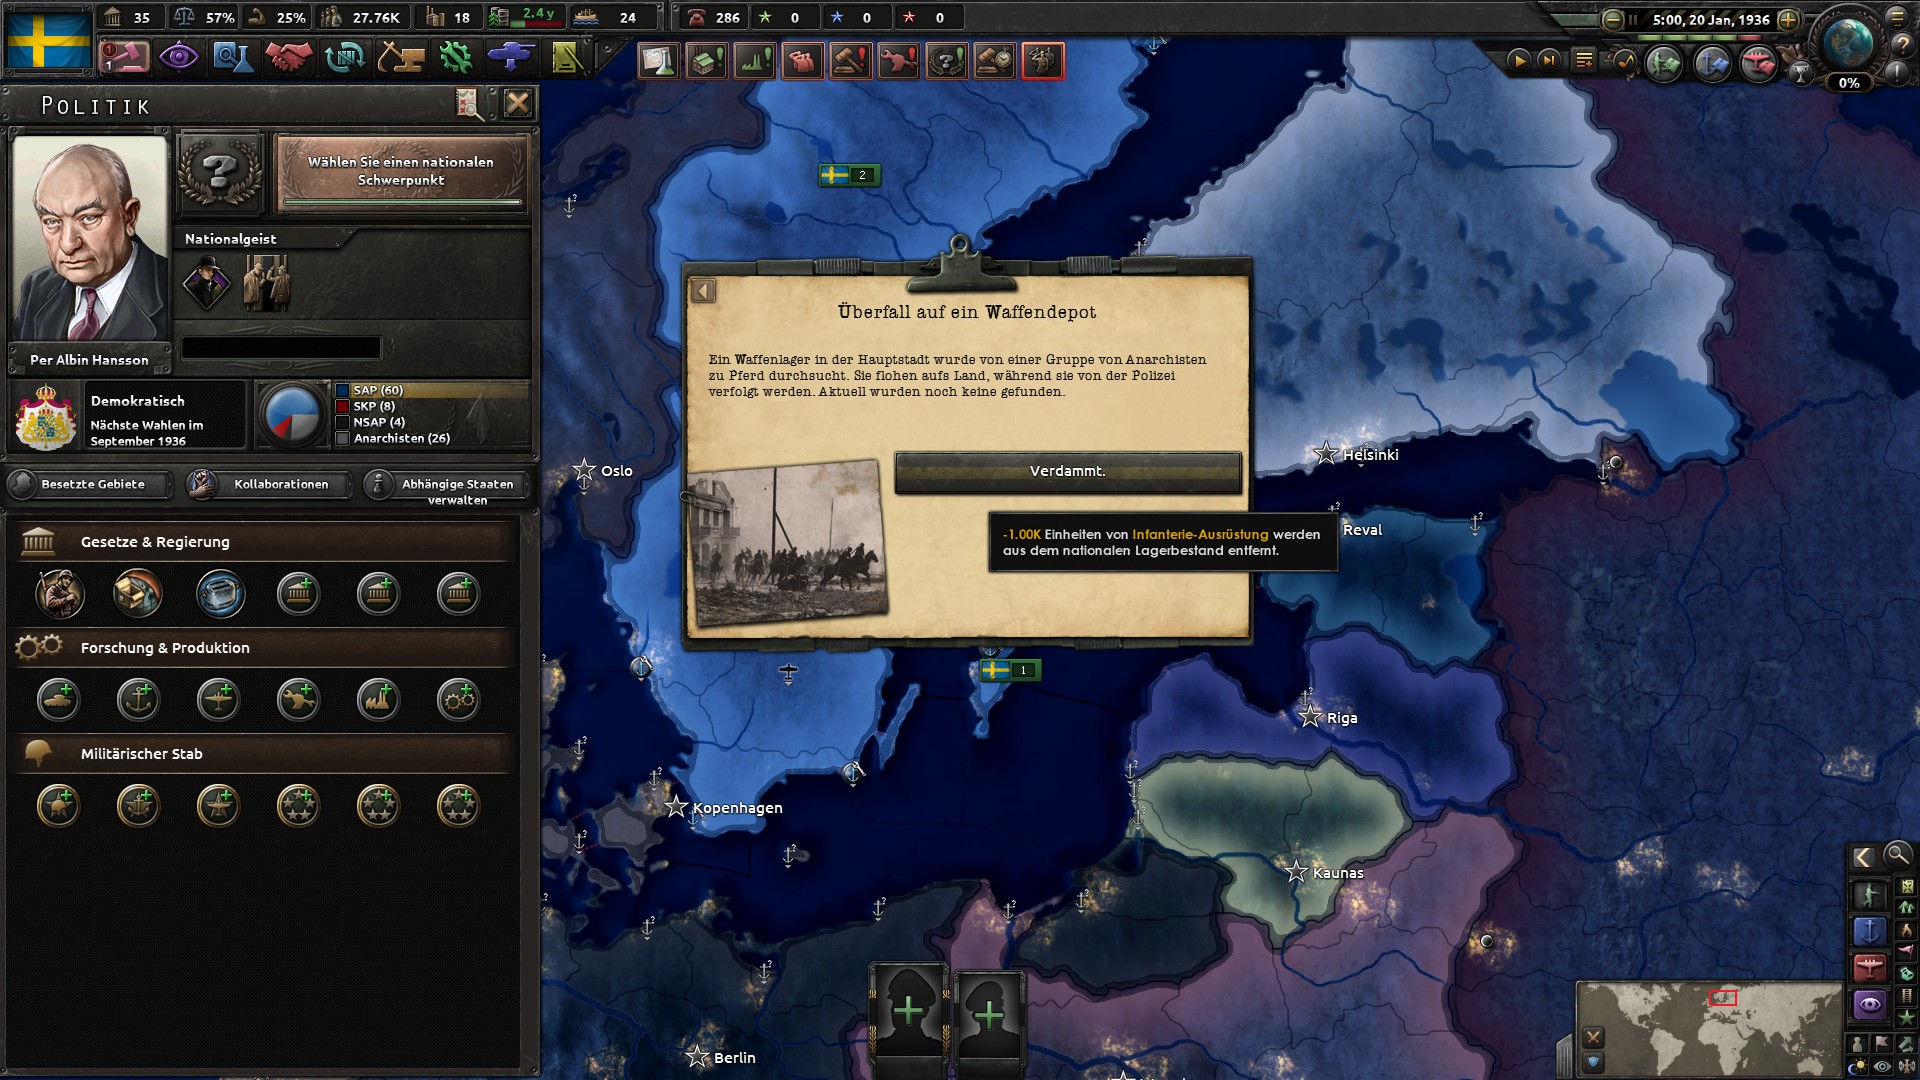 35
57%
25%
27.76K
18
2.4 y
24
286
0
0
0
5:00, 20 Jan, 1936
1
1
0%
POLITIK
Wählen Sie einen nationalen
Schwerpunkt
Nationalgeist
Per Albin Hansson
Demokratisch
Nächste Wahlen im
September 1936
SAP (60)
SKP (8)
NSAP (4)
Anarchisten (26)
Besetzte Gebiete
Kollaborationen
Abhängige Staaten
verwalten
Gesetze & Regierung
Forschung & Produktion
Militärischer Stab
2
Überfall auf ein Waffendepot
Ein Waffenlager in der Hauptstadt wurde von einer Gruppe von Anarchisten
zu Pferd durchsucht. Sie flohen aufs Land, während sie von der Polizei
verfolgt werden. Aktuell wurden noch keine gefunden.
Verdammt.
-1.00K Einheiten von Infanterie-Ausrüstung werden
aus dem nationalen Lagerbestand entfernt.
1
Oslo
Helsinki
Reval
Riga
Kopenhagen
Kaunas
Berlin